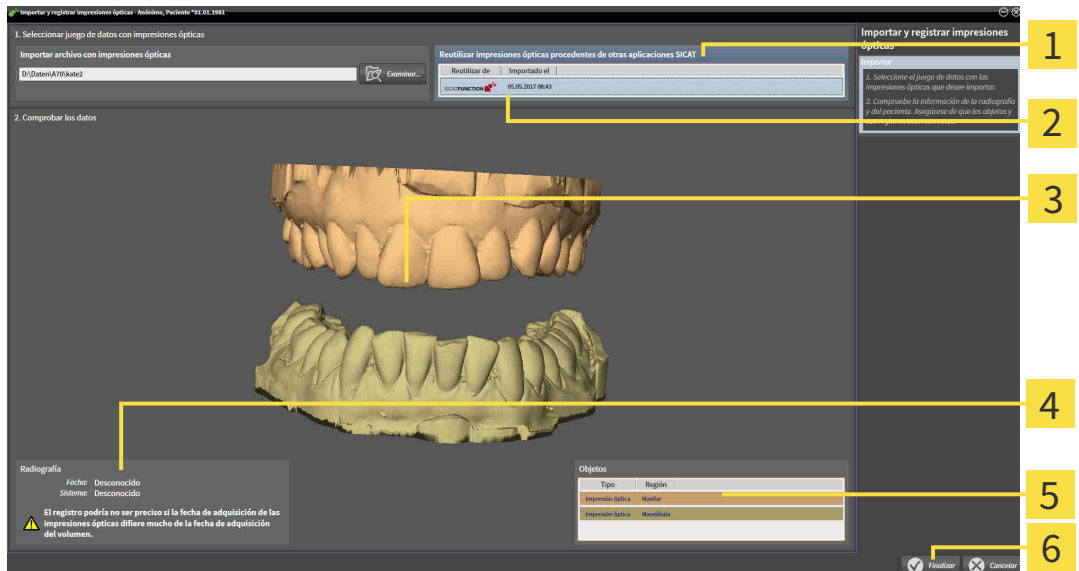 Importar y registrar impresiones ópticas - Anónimo, Paciente *01.01.1981
1. Seleccionar juego de datos con impresiones ópticas
Importar archivo con impresiones ópticas
D:\Daten\A70\kate2
Examinar...
Reutilizar impresiones ópticas procedentes de otras aplicaciones SICAT
Reutilizar de
Importado el
SICATFUNCTION
05.05.2017 08:43
2. Comprobar los datos
Importar y registrar impresiones
ópticas
Importar
1. Seleccione el juego de datos con las
impresiones ópticas que desee importar.
2. Compruebe la información de la radiografía
y del paciente. Asegúrese de que los objetos y
1
2
3
4
5
6
Radiografía
Fecha: Desconocido
Sistema: Desconocido
El registro podría no ser preciso si la fecha de adquisición de las
impresiones ópticas difiere mucho de la fecha de adquisición
del volumen.
Objetos
Tipo
Región
Impresión óptica Maxilar
Impresión óptica Mandíbula
Finalizar
Cancelar